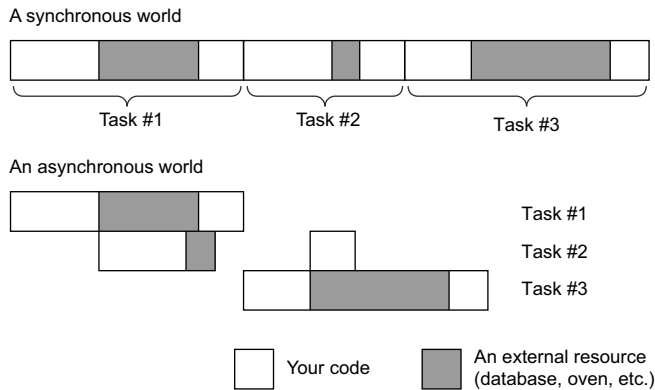 A synchronous world
Task #1
Task #2
Task #3
An asynchronous world
Task #1
Task #2
Task #3
Your code
An external resource
(database, oven, etc.)